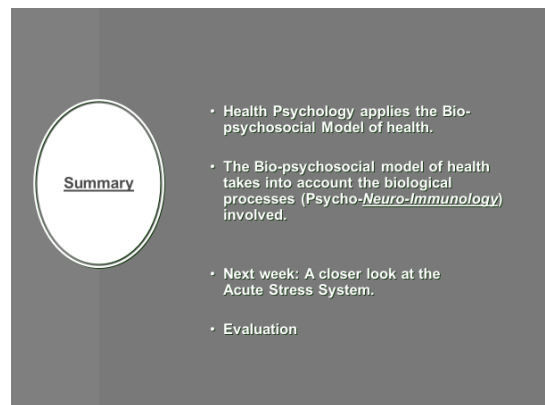 Summary
• Health Psychology applies the Bio-
psychosocial Model of health.
• The Bio-psychosocial model of health
takes into account the biological
processes (Psycho-Neuro-Immunology)
involved.
• Next week: A closer look at the
Acute Stress System.
• Evaluation